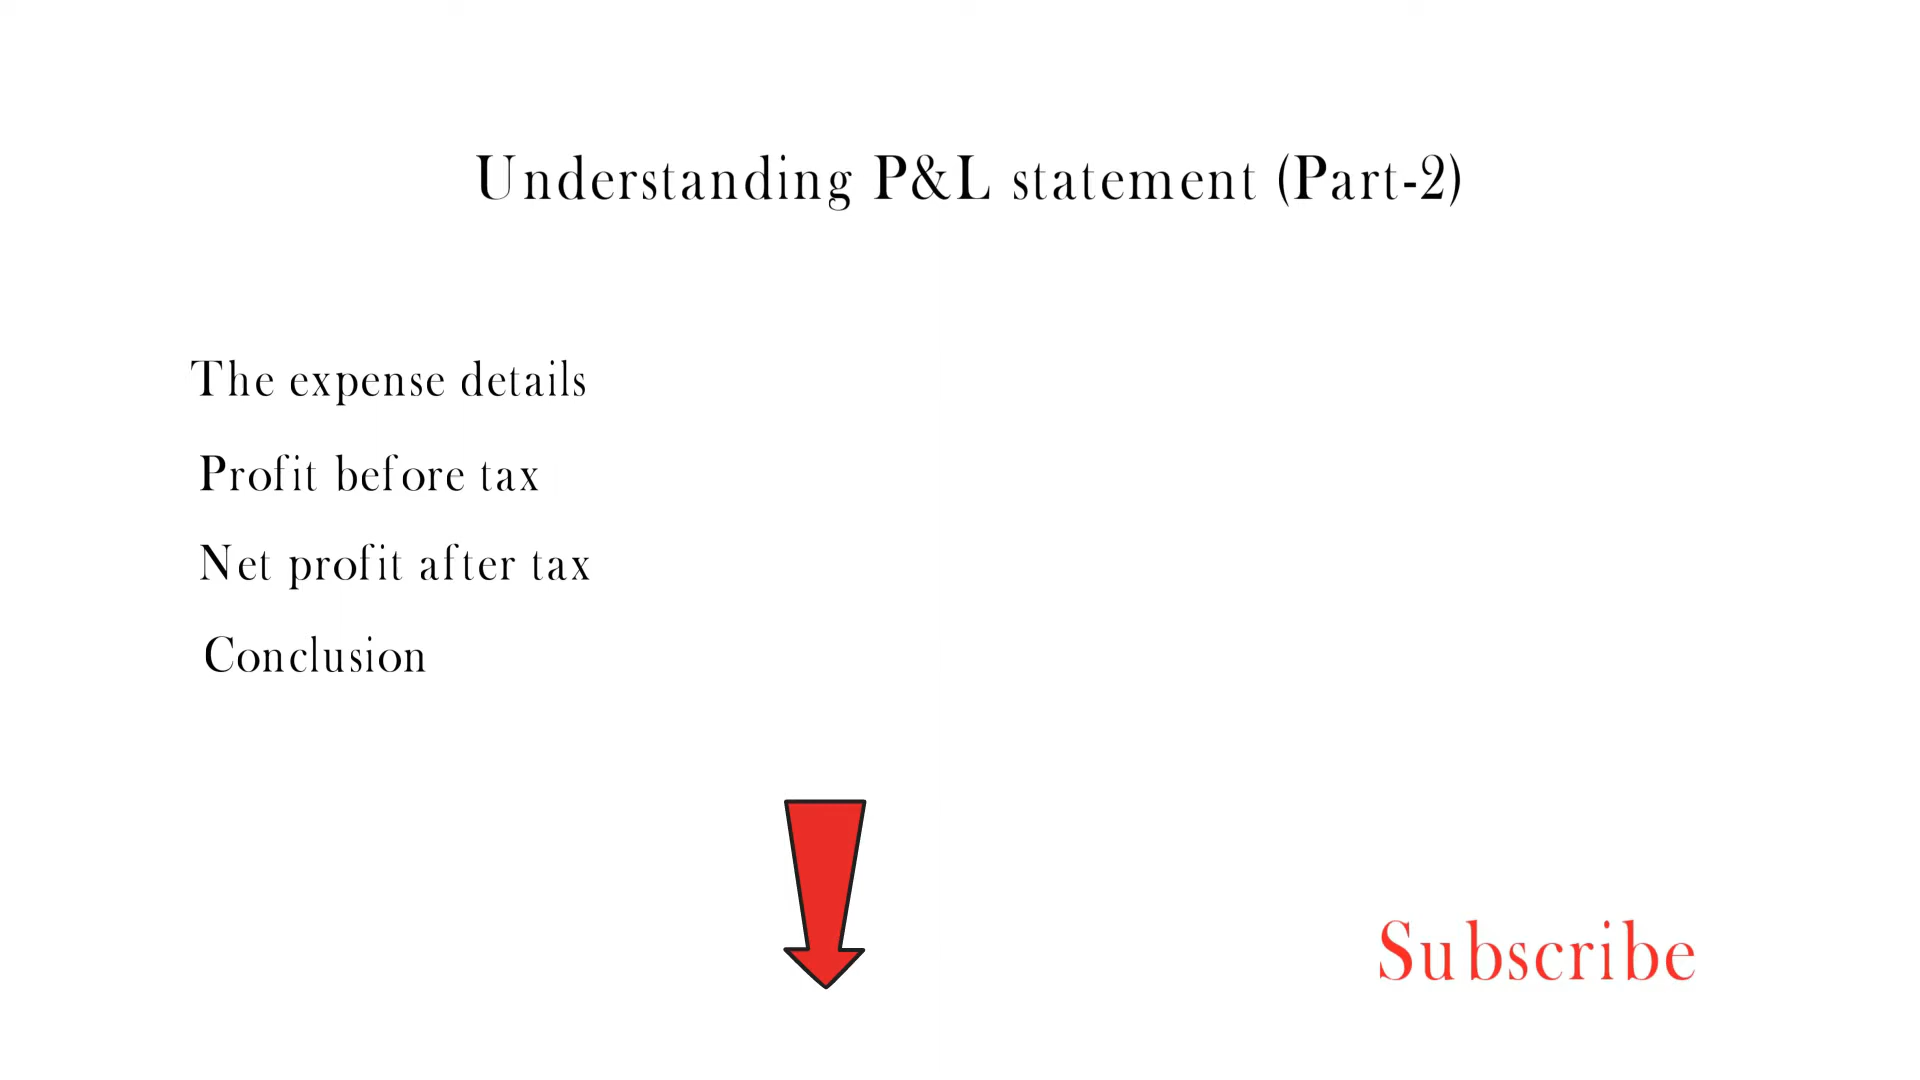 Understanding P&L statement (Part-2)
The expense details
Profit before tax
Net profit after tax
Conclusion
Subscribe